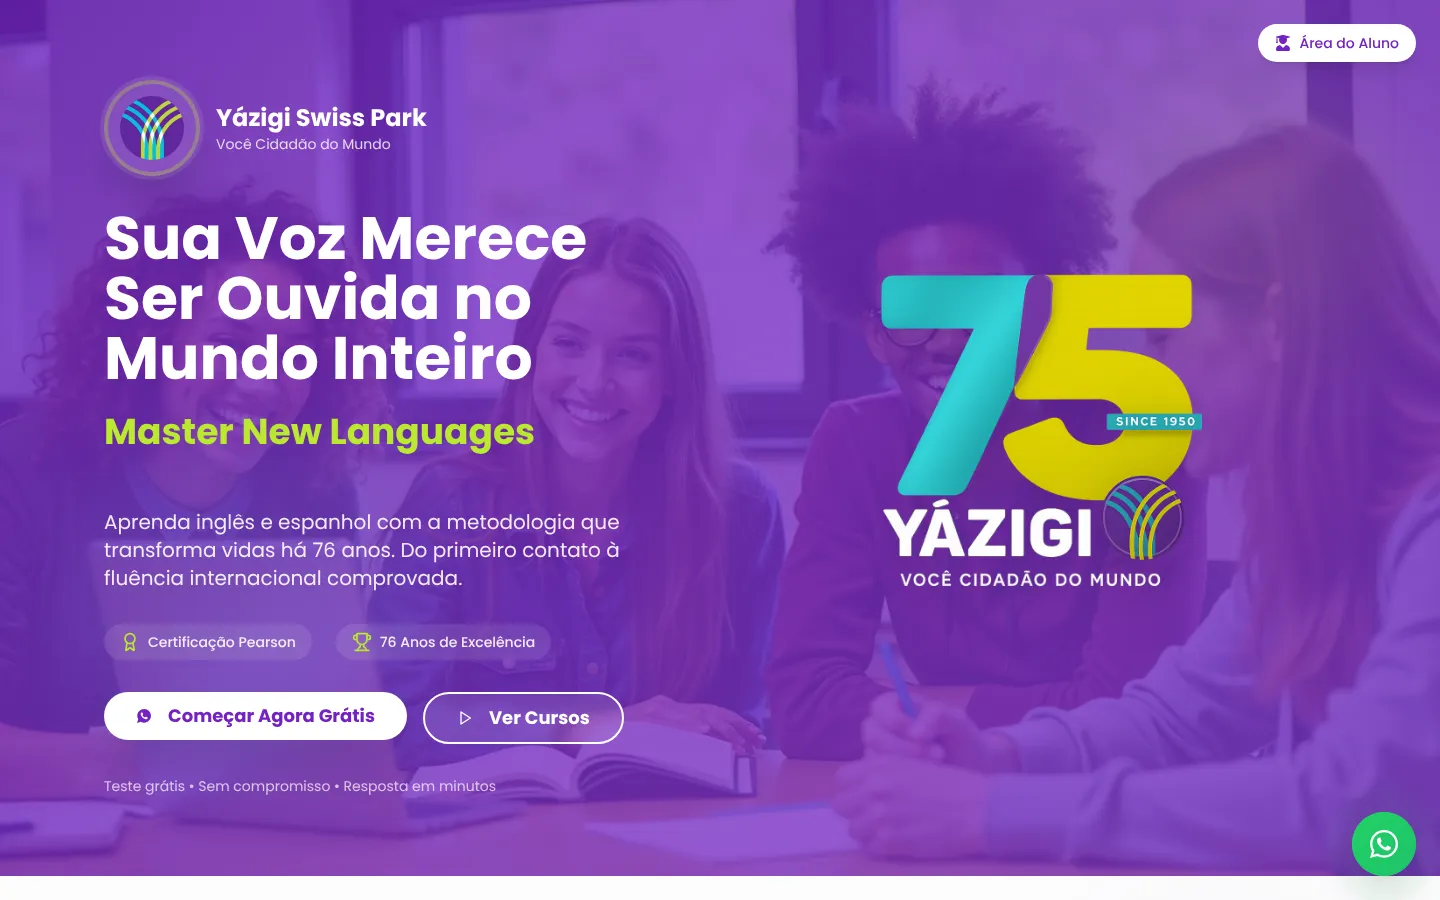 Área do Aluno
Yázigi Swiss Park
Você Cidadão do Mundo
Sua Voz Merece
Ser Ouvida no
Mundo Inteiro
Master New Languages
Aprenda inglês e espanhol com a metodologia que
transforma vidas há 76 anos. Do primeiro contato à
fluência internacional comprovada.
Certificação Pearson
76 Anos de Excelência
Começar Agora Grátis
Ver Cursos
Teste grátis • Sem compromisso • Resposta em minutos
75
SINCE 1950
YÁZIGI
VOCÊ CIDADÃO DO MUNDO